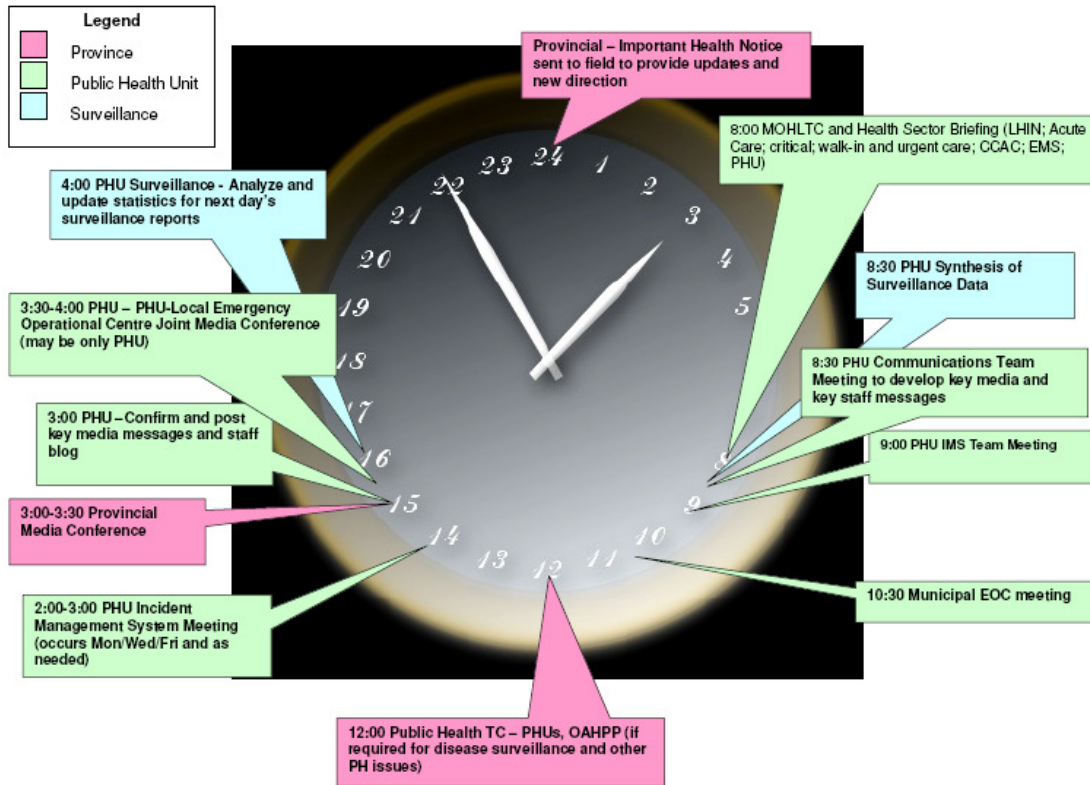 Legend
Province
Public Health Unit
Surveillance
Provincial – Important Health Notice
sent to field to provide updates and
new direction
8:00 MOHLTC and Health Sector Briefing (LHIN; Acute
Care; critical; walk-in and urgent care; CCAC; EMS;
PHU)
8:30 PHU Synthesis of
Surveillance Data
8:30 PHU Communications Team
Meeting to develop key media and
key staff messages
9:00 PHU IMS Team Meeting
10:30 Municipal EOC meeting
12:00 Public Health TC – PHUs, OAHPP (if
required for disease surveillance and other
PH issues)
2:00-3:00 PHU Incident
Management System Meeting
(occurs Mon/Wed/Fri and as
needed)
3:00-3:30 Provincial
Media Conference
3:00 PHU –Confirm and post
key media messages and staff
blog
3:30-4:00 PHU – PHU-Local Emergency
Operational Centre Joint Media Conference
(may be only PHU)
4:00 PHU Surveillance - Analyze and
update statistics for next day's
surveillance reports
24
1
2
3
4
5
8
9
10
11
12
13
14
15
16
17
18
19
20
21
22
23